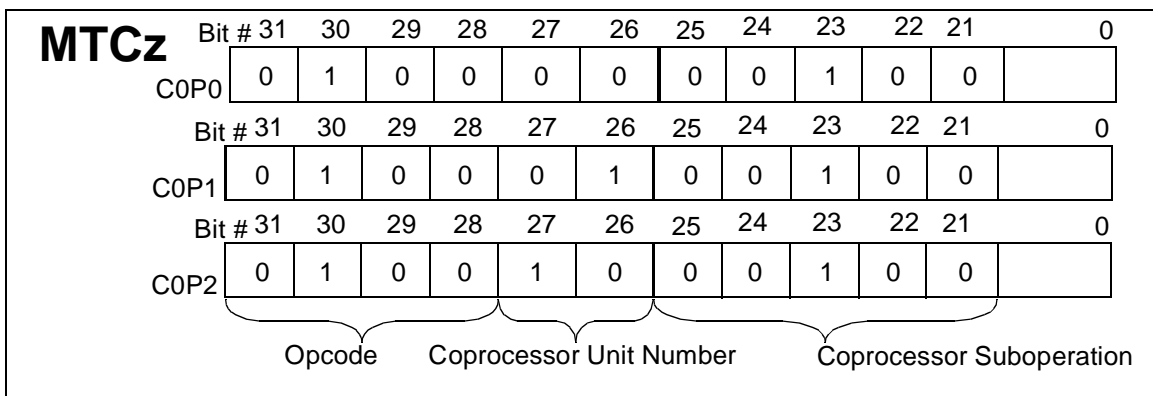 MTCz Bit # 31 30 29 28 27 26 25 24 23 22 21 0
C0P0 0 1 0 0 0 0 0 0 1 0 0
Bit # 31 30 29 28 27 26 25 24 23 22 21 0
C0P1 0 1 0 0 0 1 0 0 1 0 0
Bit # 31 30 29 28 27 26 25 24 23 22 21 0
C0P2 0 1 0 0 1 0 0 0 1 0 0
Opcode Coprocessor Unit Number Coprocessor Suboperation